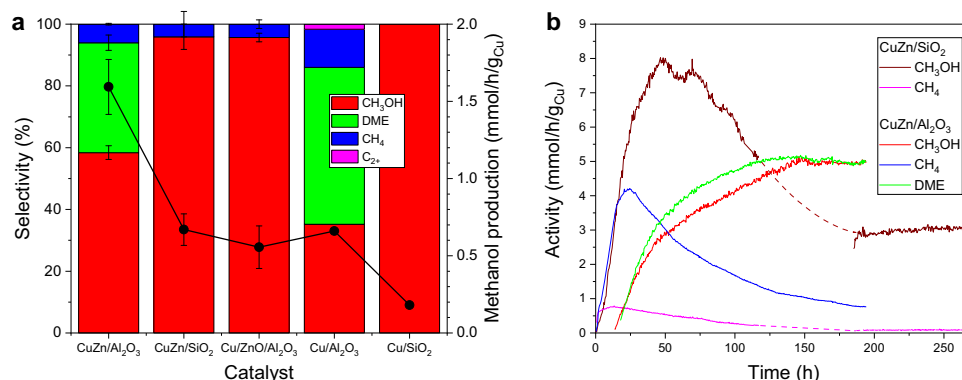 a
100
80
60
40
20
0
Selectivity (%)
2.0
1.5
1.0
0.5
0.0
Methanol production (mmol/h/g_Cu)
CH₃OH
DME
CH₄
C₂₊
CuZn/Al₂O₃
CuZn/SiO₂
Cu/ZnO/Al₂O₃
Cu/Al₂O₃
Cu/SiO₂
Catalyst
b
9
8
7
6
5
4
3
2
1
0
Activity (mmol/h/g_Cu)
CuZn/SiO₂
CH₃OH
CH₄
CuZn/Al₂O₃
CH₃OH
CH₄
DME
0
50
100
150
200
250
Time (h)